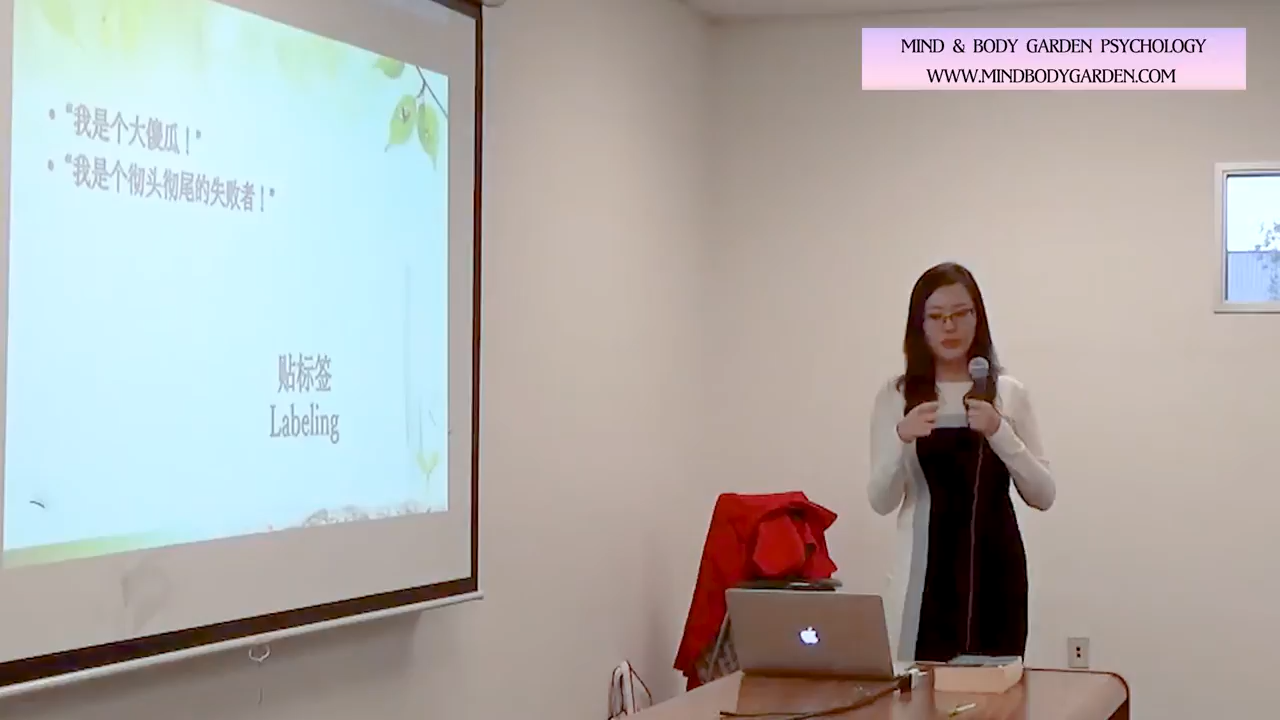 MIND & BODY GARDEN PSYCHOLOGY
WWW.MINDBODYGARDEN.COM
• “我是个大傻瓜！”
• “我是个彻头彻尾的失败者！”
贴标签
Labeling